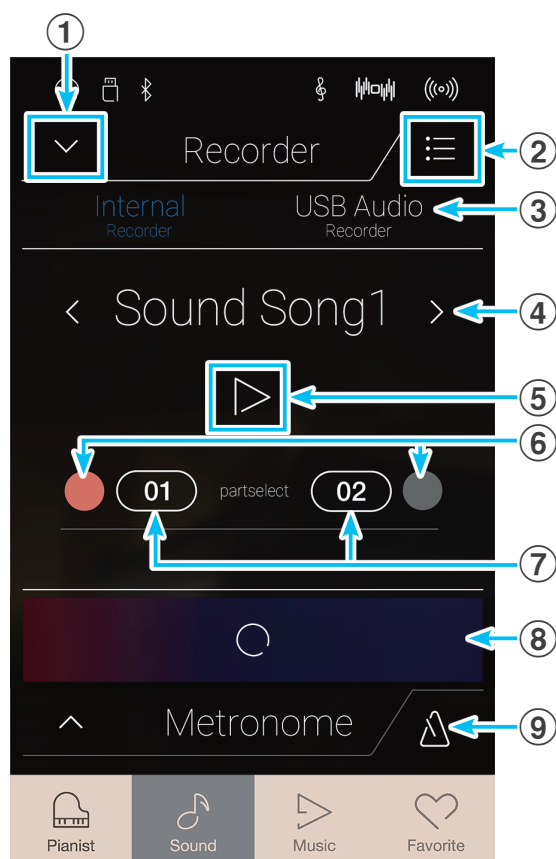 1
Recorder
2
Internal
Recorder
USB Audio
Recorder
3
Sound Song1
4
5
6
01 partselect 02
7
8
Metronome
9
Pianist Sound Music Favorite